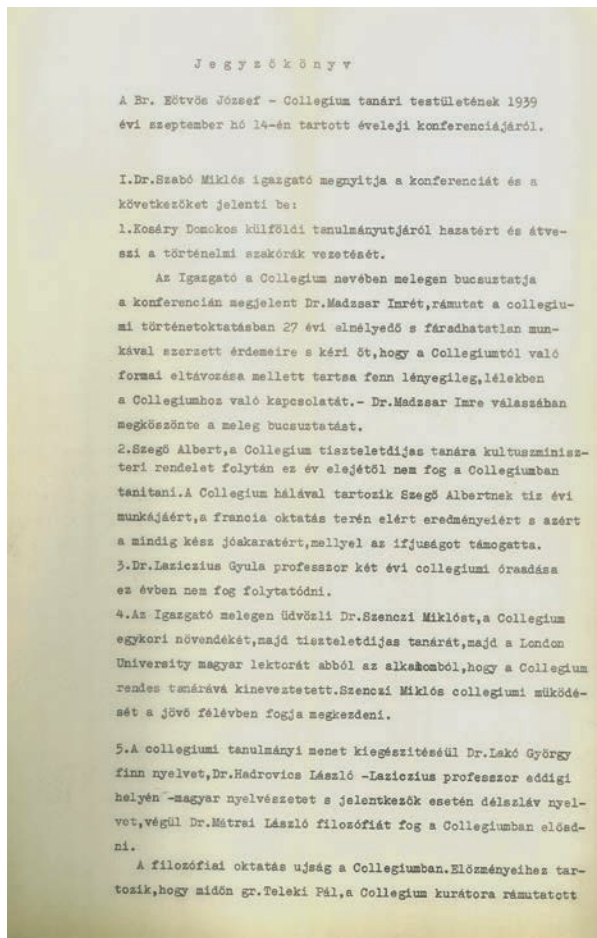 Jegyzőkönyv
A Br. Eötvös József - Collegium tanári testületének 1939
évi szeptember hó 14-én tartott éveleji konferenciájáról.
I.Dr.Szabó Miklós igazgató megnyitja a konferenciát és a
következőket jelenti be:
1.Kosáry Domokos külföldi tanulmányutjáról hazatért és átve-
szi a történelmi szakórák vezetését.
Az Igazgató a Collegium nevében melegen bucsuztatja
a konferencián megjelent Dr.Madzsar Imrét,rámutat a collegiu-
mi történetoktatásban 27 évi elmélyedő s fáradhatatlan mun-
kával szerzett érdemeire s kéri őt,hogy a Collegiumtól való
formai eltávozása mellett tartsa fenn lényegileg,lélekben
a Collegiumhoz való kapcsolatát.- Dr.Madzsar Imre válaszában
megköszönte a meleg bucsuztatást.
2.Szegő Albert,a Collegium tiszteletdijas tanára kultuszminisz-
teri rendelet folytán ez év elejétől nem fog a Collegiumban
tanitani.A Collegium hálával tartozik Szegő Albertnek tiz évi
munkájáért,a francia oktatás terén elért eredményeiért s azért
a mindig kész jóakaratért,mellyel az ifjuságot támogatta.
3.Dr.Laziczius Gyula professzor két évi collegiumi óraadása
ez évben nem fog folytatódni.
4.Az Igazgató melegen üdvözli Dr.Szenczi Miklóst,a Collegium
egykori növendékét,majd tiszteletdijas tanárát,majd a London
University magyar lektorát abból az alkalomból,hogy a Collegium
rendes tanárává kineveztetett.Szenczi Miklós collegiumi müködé-
sét a jövő félévben fogja megkezdeni.
5.A collegiumi tanulmányi menet kiegészitéséül Dr.Lakó György
finn nyelvet,Dr.Hadrovics László -Laziczius professzor eddigi
helyén -magyar nyelvészetet s jelentkezők esetén délszláv nyel-
vet,végül Dr.Mátrai László filozófiát fog a Collegiumban előad-
ni.
A filozófiai oktatás ujság a Collegiumban.Előzményeihez tar-
tozik,hogy midőn gr.Teleki Pál,a Collegium kurátora rámutatott